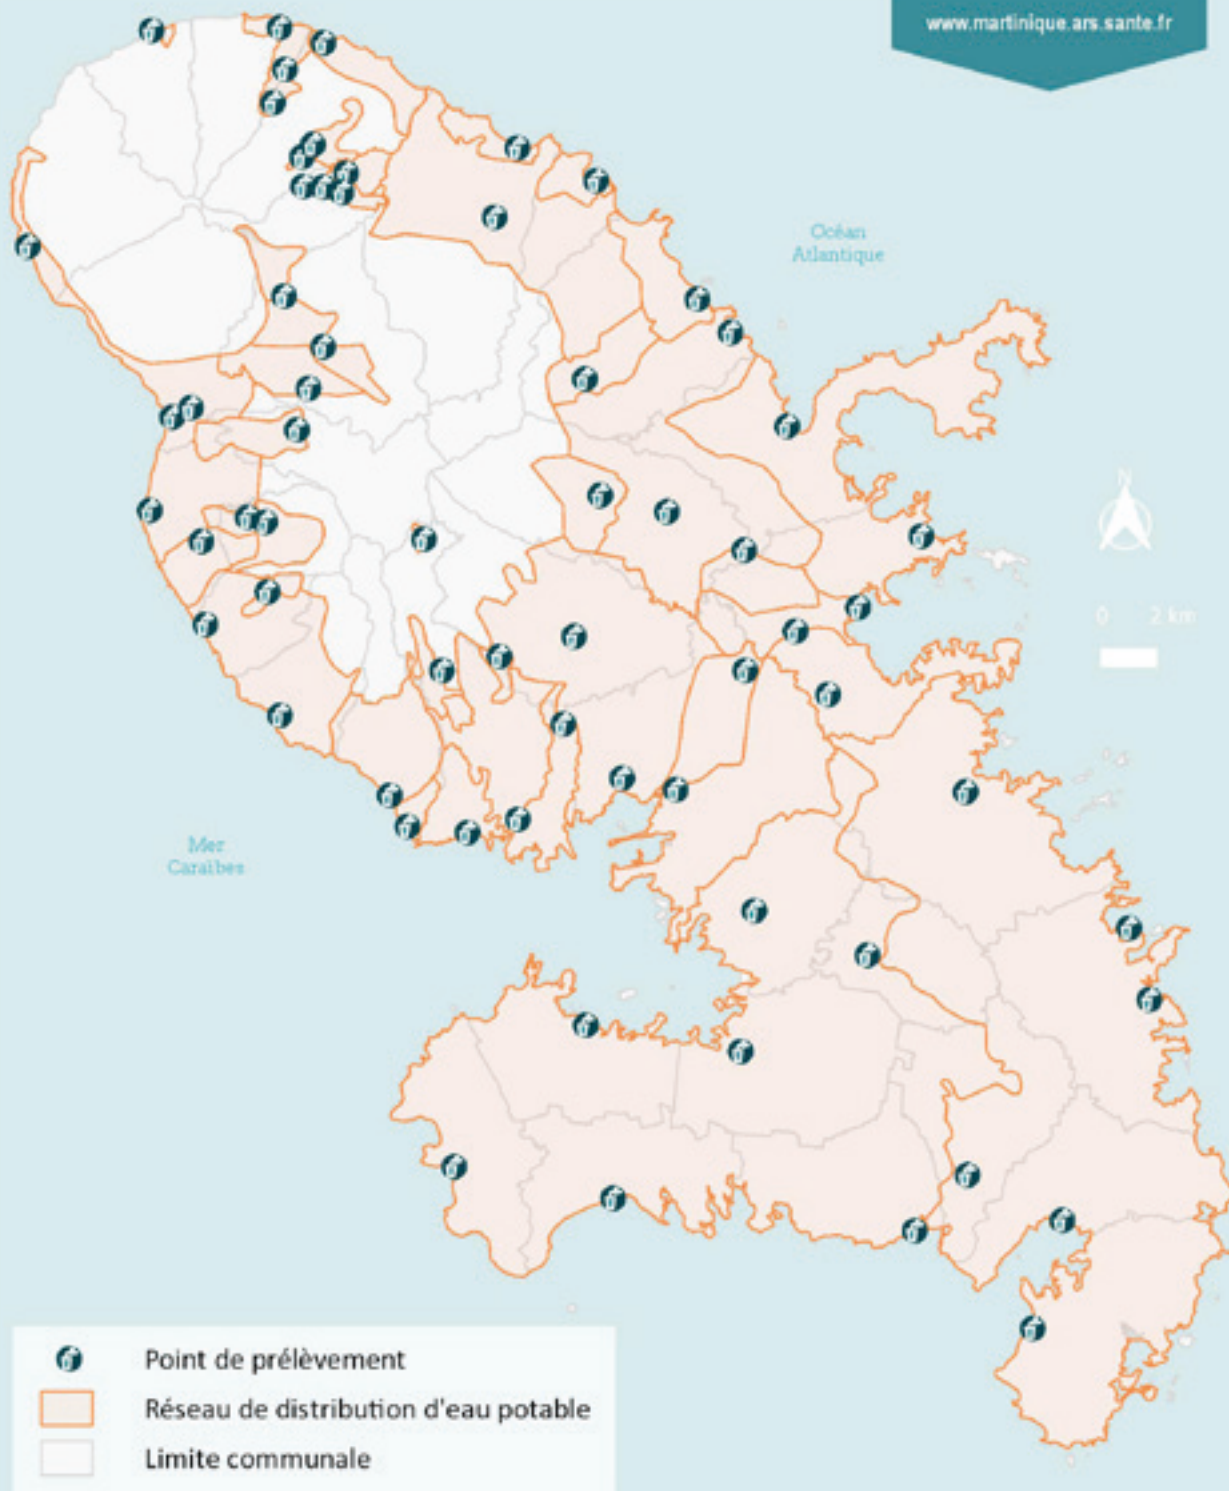 www.martinique.ars.sante.fr
Océan
Atlantique
N
0 2 km
Mer
Caraïbes
Point de prélèvement
Réseau de distribution d'eau potable
Limite communale